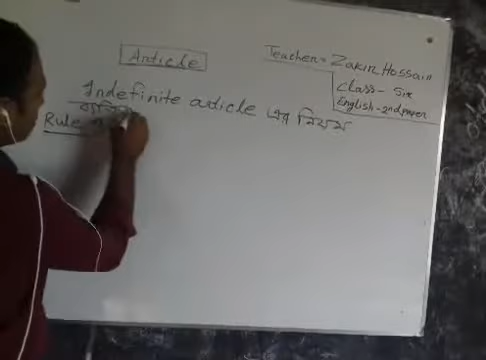 Article
Teacher= Zakir Hossain
Class- Six
English-2nd paper
Indefinite article এর নিয়ম
Rule